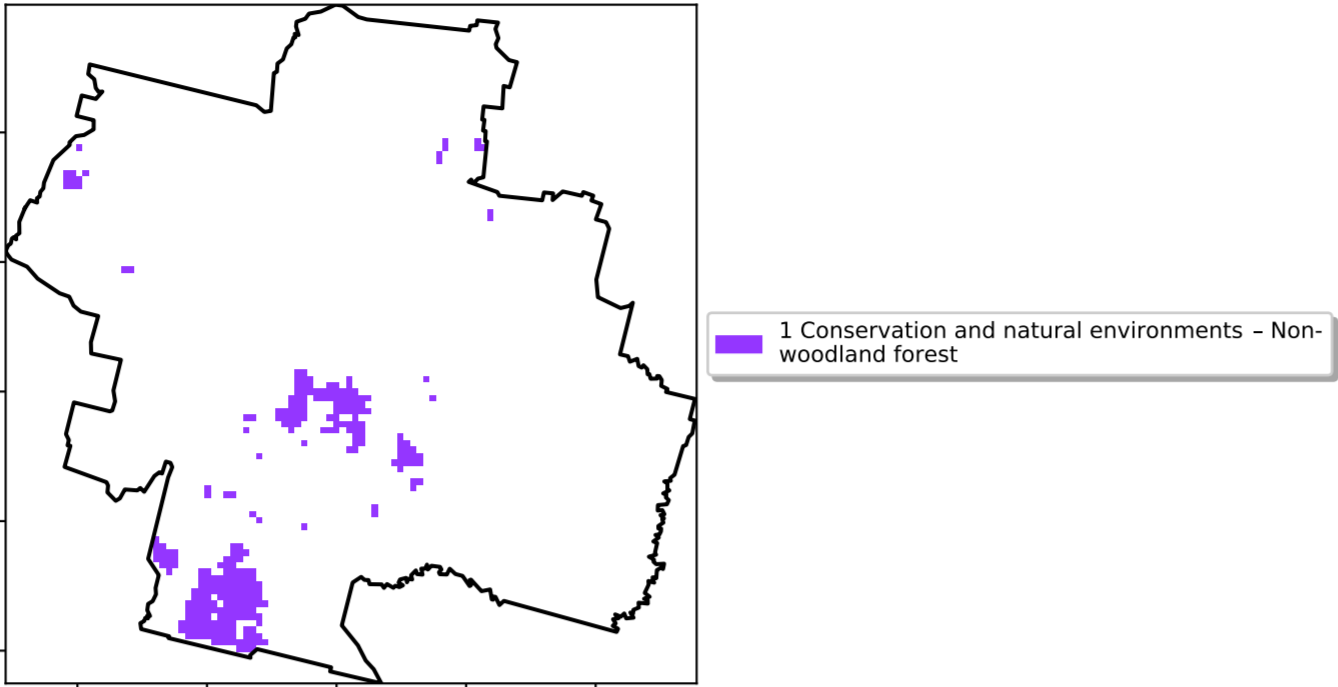 1 Conservation and natural environments – Non-
woodland forest